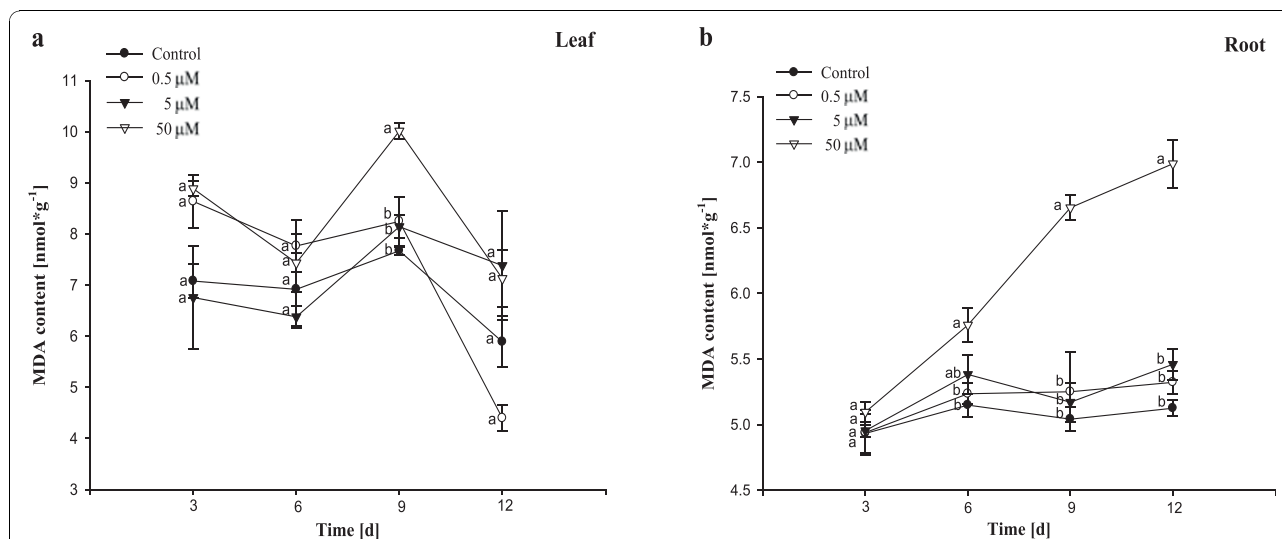 a
Leaf
Control
0.5 μM
5 μM
50 μM
11
10
9
8
7
6
5
4
3
MDA content [nmol*g-1]
a
a
a
a
a
a
a
a
a
b
b
b
a
a
a
a
3
6
9
12
Time [d]
b
Root
Control
0.5 μM
5 μM
50 μM
7.5
7.0
6.5
6.0
5.5
5.0
4.5
MDA content [nmol*g-1]
a
a
a
a
a
ab
b
b
a
b
b
b
a
b
b
b
3
6
9
12
Time [d]